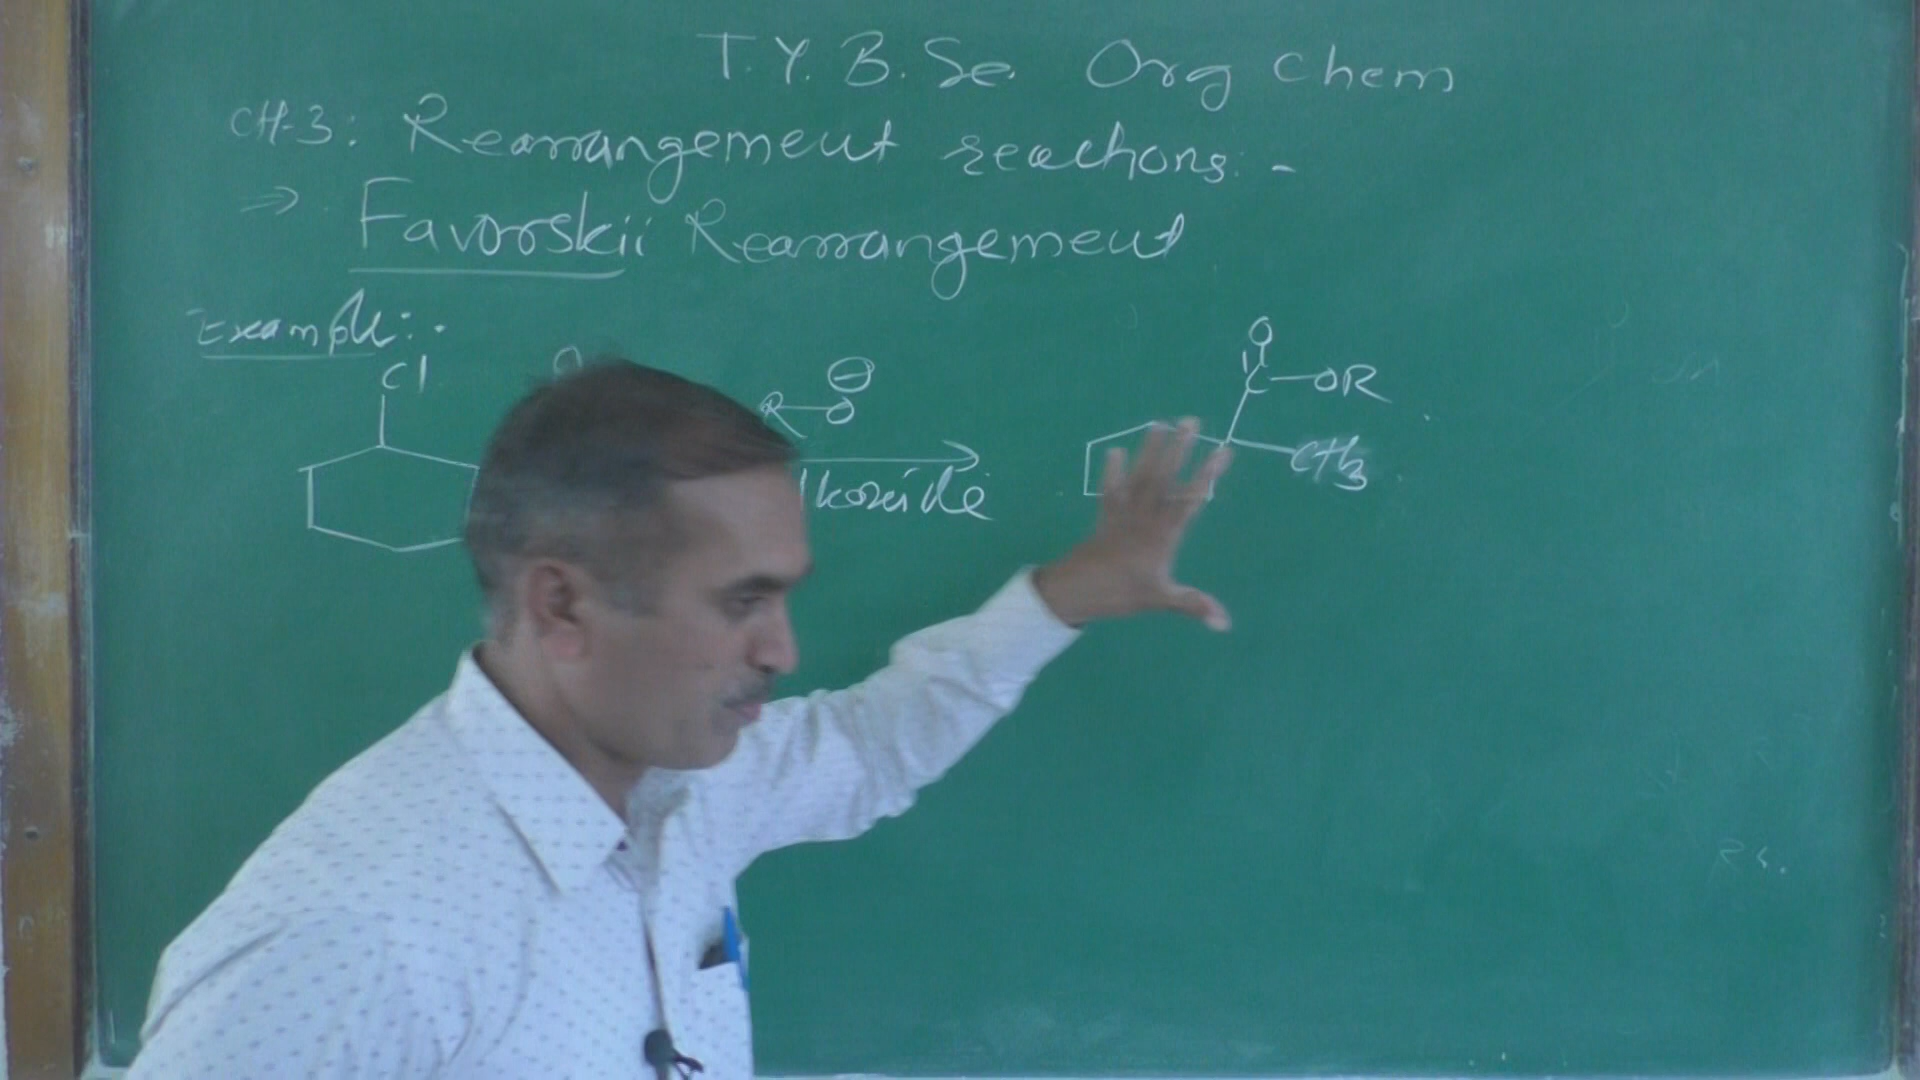 T.Y. B.Sc. Org Chem
CH-3: Rearrangement reactions:-
⇒ Favorskii Rearrangement
Example:-
Cl
O
R—O ⊖
lkoxide
O
C—OR
CH3